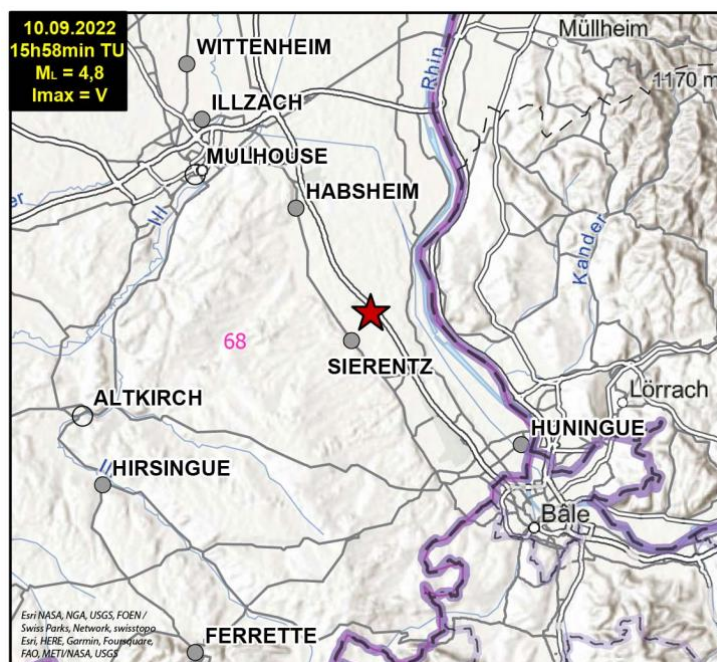 10.09.2022
15h58min TU
ML = 4,8
Imax = V
WITTENHEIM
Müllheim
1170 m
Rhin
ILLZACH
MULHOUSE
HABSHEIM
Ill
Kander
68
SIERENTZ
ALTKIRCH
Lörrach
HUNINGUE
HIRSINGUE
Bâle
FERRETTE
Esri NASA, NGA, USGS, FOEN /
Swiss Parks, Network, swisstopo
Esri, HERE, Garmin, Foursquare,
FAO, METI/NASA, USGS